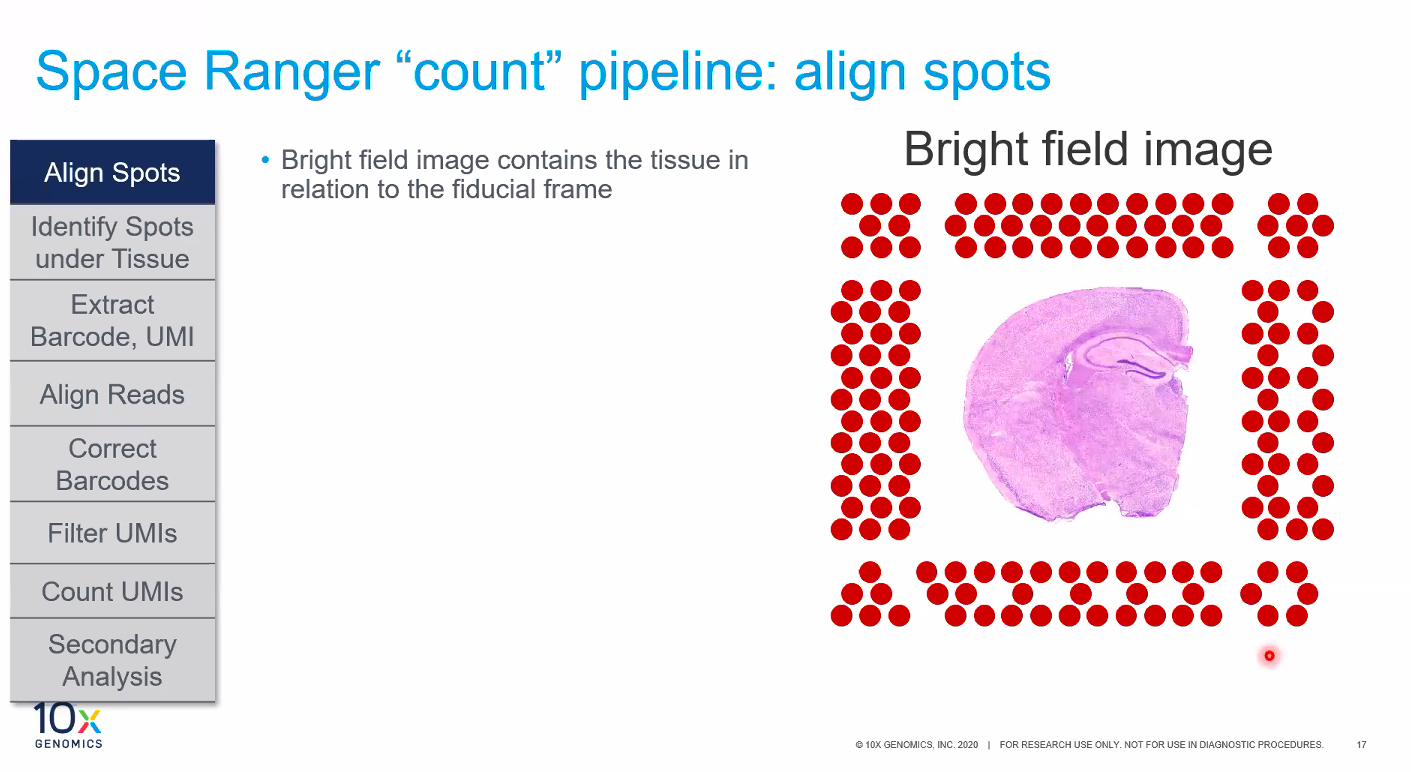 Space Ranger “count” pipeline: align spots
Align Spots
Identify Spots
under Tissue
Extract
Barcode, UMI
Align Reads
Correct
Barcodes
Filter UMIs
Count UMIs
Secondary
Analysis
• Bright field image contains the tissue in
relation to the fiducial frame
Bright field image
10x
GENOMICS
© 10X GENOMICS, INC. 2020 | FOR RESEARCH USE ONLY. NOT FOR USE IN DIAGNOSTIC PROCEDURES. 17